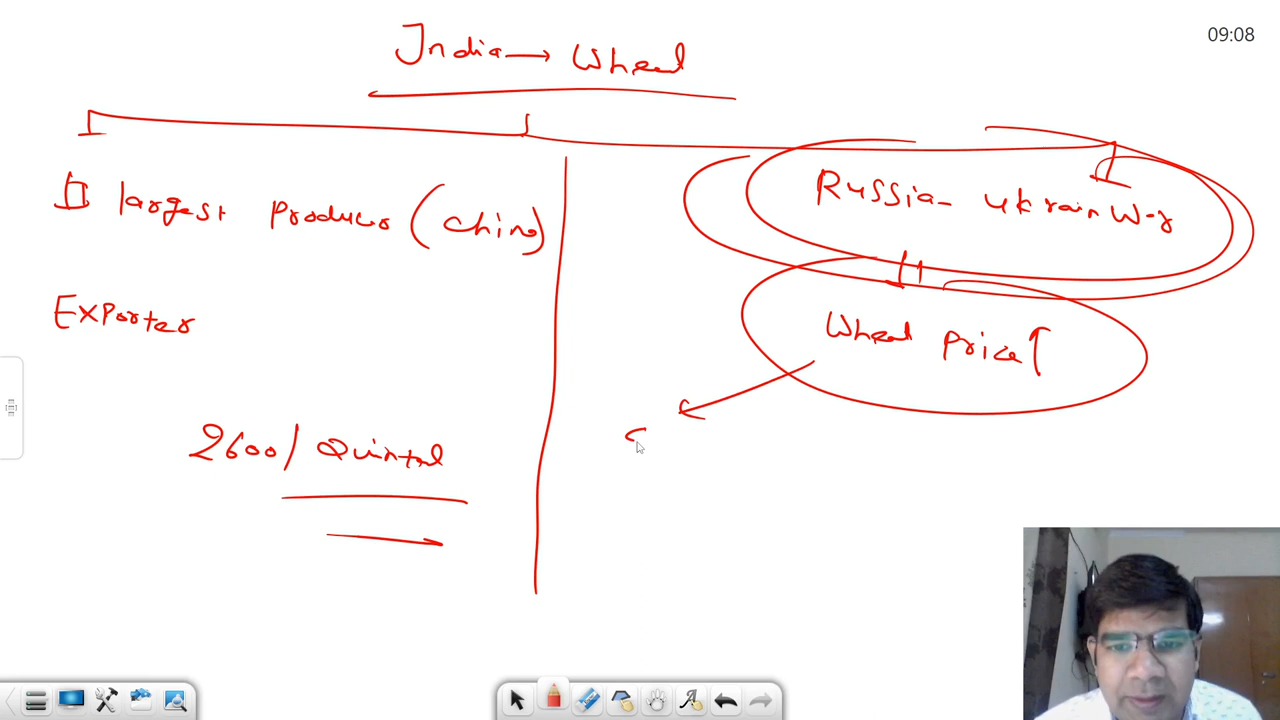 09:08
India → Wheat
II largest Producer (China)
Exporter
2600/ Quintal
Russia - Ukrain War
Wheat Price ↑